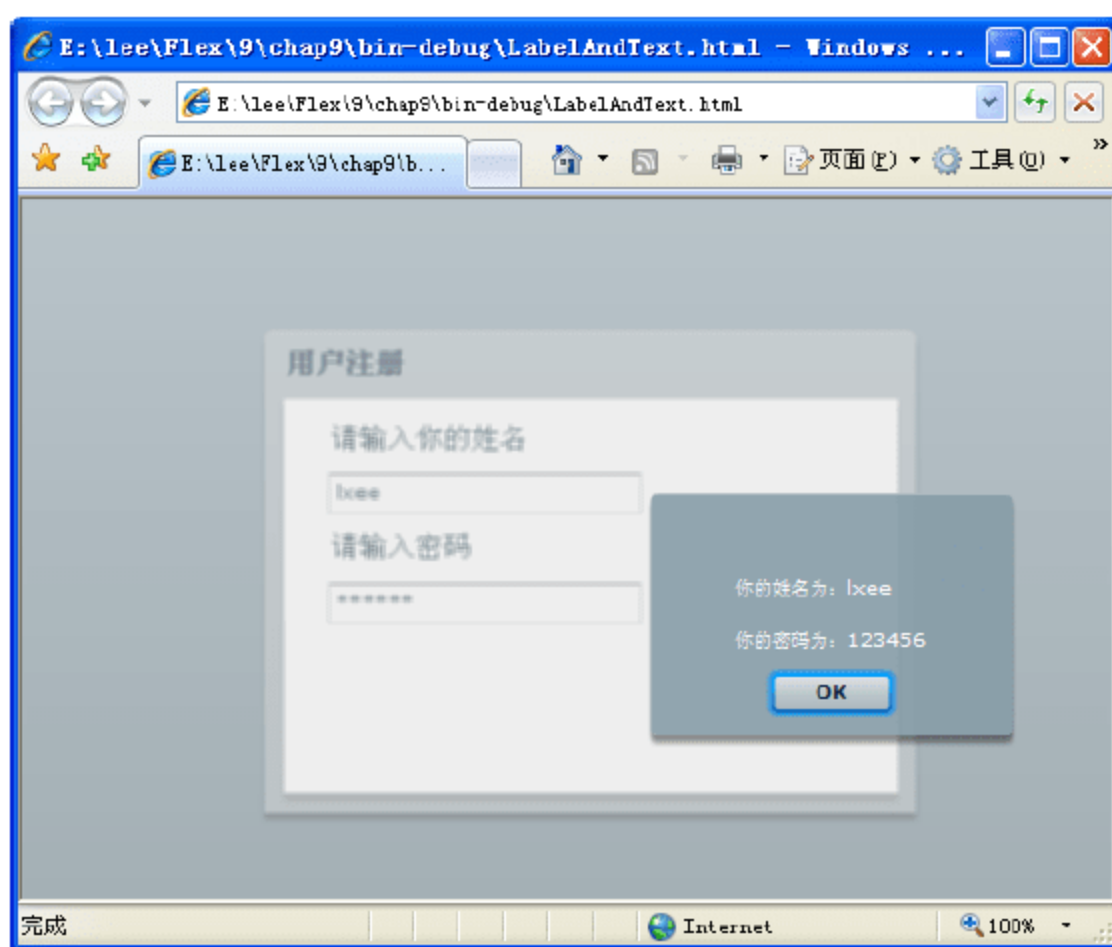 E:\lee\Flex\9\chap9\bin-debug\LabelAndText.html - Windows ...
E:\lee\Flex\9\chap9\bin-debug\LabelAndText.html
E:\lee\Flex\9\chap9\b... 页面(P) 工具(O) »
用户注册
请输入你的姓名
lxee
请输入密码
******
你的姓名为：lxee
你的密码为：123456
OK
完成 Internet 100%